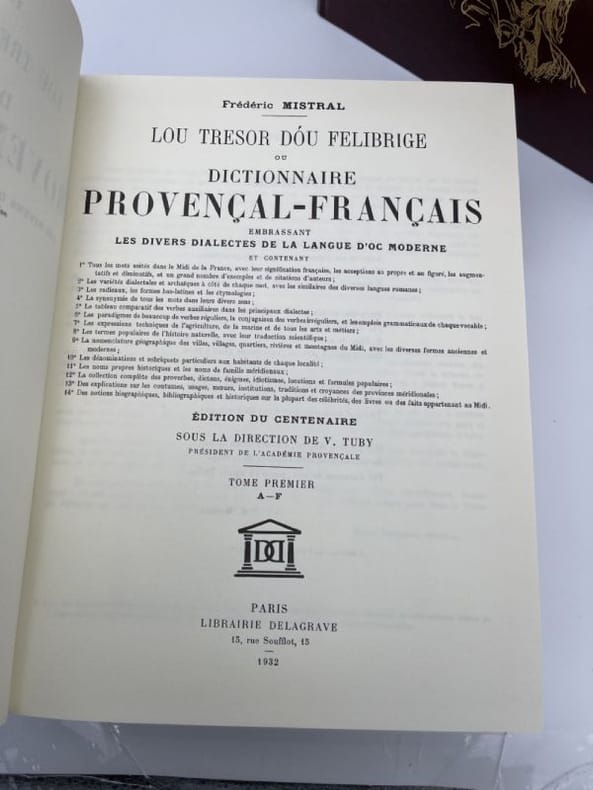 Frédéric MISTRAL
LOU TRESOR DÓU FELIBRIGE
OU
DICTIONNAIRE
PROVENÇAL-FRANÇAIS
EMBRASSANT
LES DIVERS DIALECTES DE LA LANGUE D'OC MODERNE
ET CONTENANT
1° Tous les mots usités dans le Midi de la France, avec leur signification française, les acceptions au propre et au figuré, les augmen-
tatifs et diminutifs, et un grand nombre d'exemples et de citations d'auteurs ;
2° Les variétés dialectales et archaïques à côté de chaque mot, avec les similaires des diverses langues romanes ;
3° Les radicaux, les formes bas-latines et les étymologies ;
4° La synonymie de tous les mots dans leurs divers sens ;
5° Le tableau comparatif des verbes auxiliaires dans les principaux dialectes ;
6° Les paradigmes de beaucoup de verbes réguliers, la conjugaison des verbes irréguliers, et les emplois grammaticaux de chaque vocable ;
7° Les expressions techniques de l'agriculture, de la marine et de tous les arts et métiers ;
8° Les termes populaires de l'histoire naturelle, avec leur traduction scientifique ;
9° La nomenclature géographique des villes, villages, quartiers, rivières et montagnes du Midi, avec les diverses formes anciennes et
modernes ;
10° Les dénominations et sobriquets particuliers aux habitants de chaque localité ;
11° Les noms propres historiques et les noms de famille méridionaux ;
12° La collection complète des proverbes, dictons, énigmes, idiotismes, locutions et formules populaires ;
13° Des explications sur les coutumes, usages, mœurs, institutions, traditions et croyances des provinces méridionales ;
14° Des notions biographiques, bibliographiques et historiques sur la plupart des célébrités, des livres ou des faits appartenant au Midi.
ÉDITION DU CENTENAIRE
SOUS LA DIRECTION DE V. TUBY
PRÉSIDENT DE L'ACADÉMIE PROVENÇALE
TOME PREMIER
A—F
PARIS
LIBRAIRIE DELAGRAVE
15, rue Soufflot, 15
1932